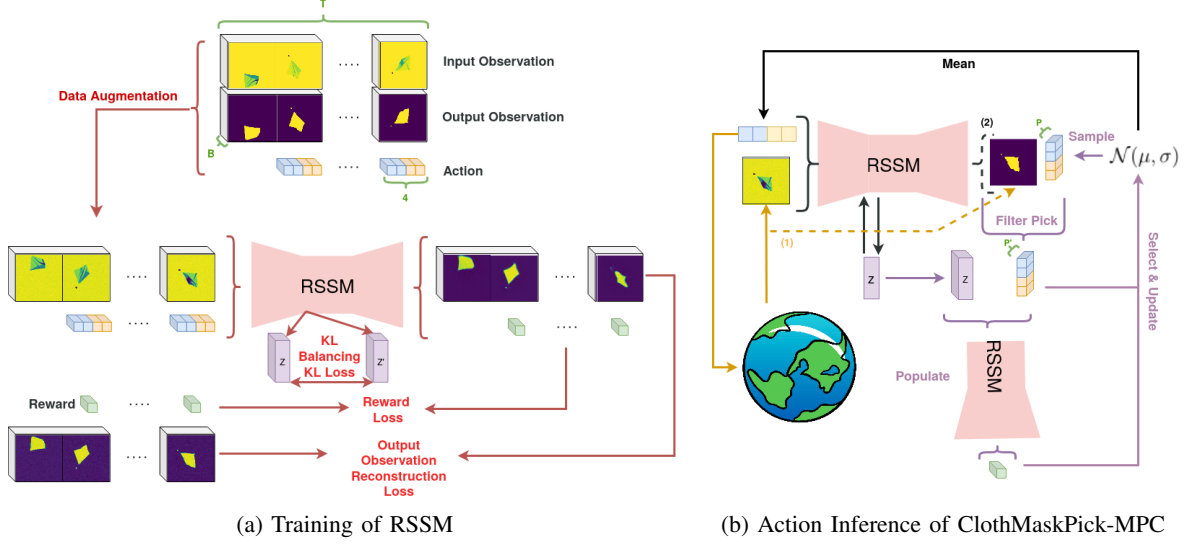 T
Input Observation
Data Augmentation
Output Observation
B
Action
4
RSSM
KL
Balancing
KL Loss
z
z'
Reward
Reward
Loss
Output
Observation
Reconstruction
Loss
(a) Training of RSSM
Mean
(2)
P
Sample
RSSM
N(μ, σ)
Filter Pick
(1)
P'
z
z
Select & Update
RSSM
Populate
(b) Action Inference of ClothMaskPick-MPC